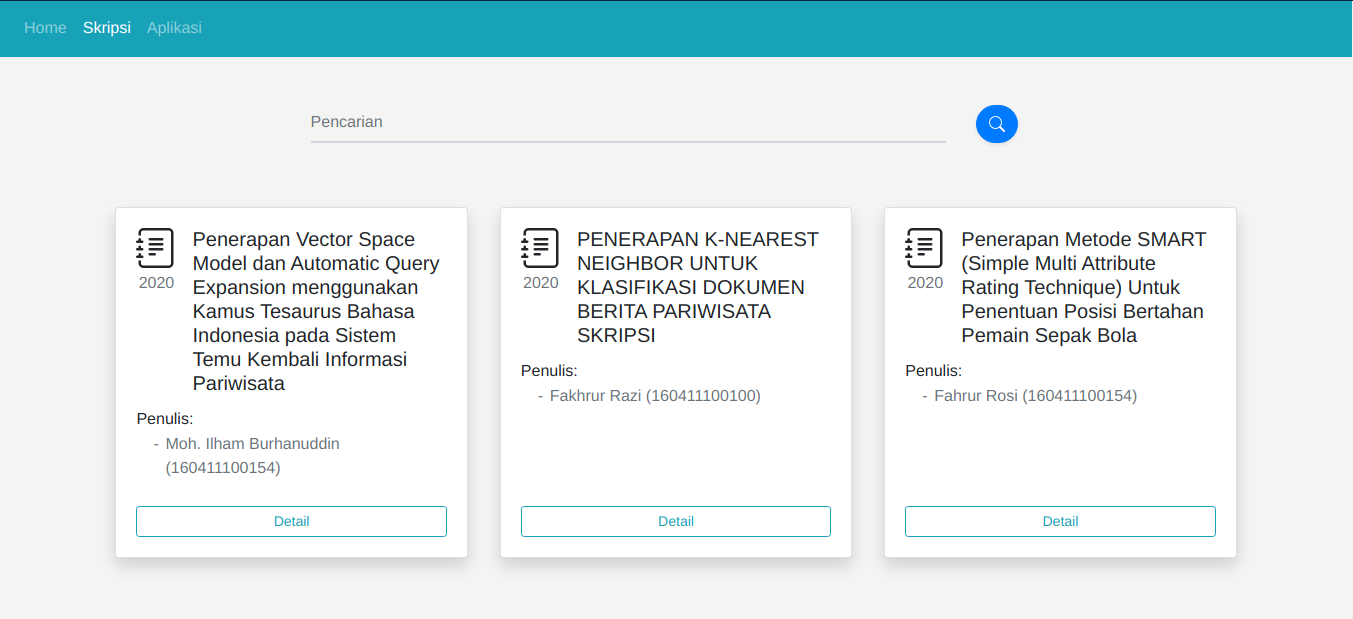 Home Skripsi Aplikasi
Pencarian
2020
Penerapan Vector Space
Model dan Automatic Query
Expansion menggunakan
Kamus Tesaurus Bahasa
Indonesia pada Sistem
Temu Kembali Informasi
Pariwisata
Penulis:
- Moh. Ilham Burhanuddin
(160411100154)
Detail
2020
PENERAPAN K-NEAREST
NEIGHBOR UNTUK
KLASIFIKASI DOKUMEN
BERITA PARIWISATA
SKRIPSI
Penulis:
- Fakhrur Razi (160411100100)
Detail
2020
Penerapan Metode SMART
(Simple Multi Attribute
Rating Technique) Untuk
Penentuan Posisi Bertahan
Pemain Sepak Bola
Penulis:
- Fahrur Rosi (160411100154)
Detail